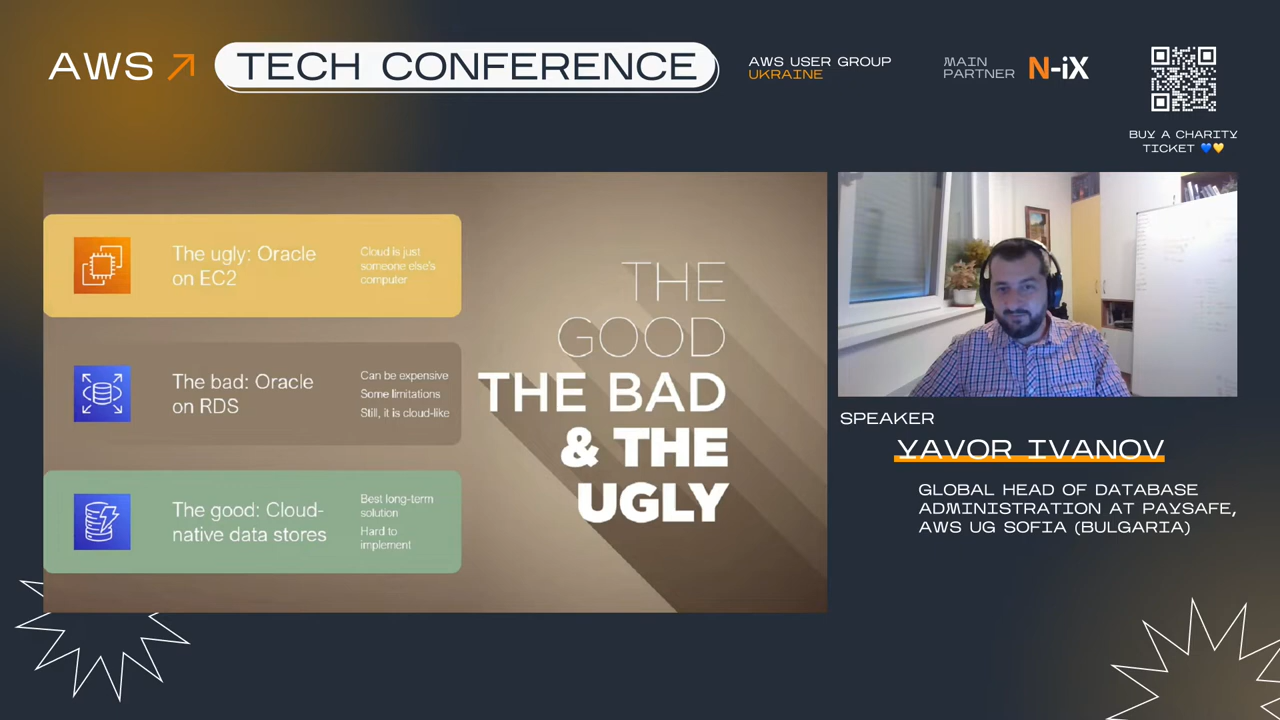 AWS TECH CONFERENCE
AWS USER GROUP
UKRAINE
MAIN
PARTNER
N-iX
BUY A CHARITY
TICKET 💙💛
The ugly: Oracle
on EC2
Cloud is just
someone else's
computer
The bad: Oracle
on RDS
Can be expensive
Some limitations
Still, it is cloud-like
The good: Cloud-
native data stores
Best long-term
solution
Hard to
implement
THE
GOOD
THE BAD
& THE
UGLY
SPEAKER
YAVOR IVANOV
GLOBAL HEAD OF DATABASE
ADMINISTRATION AT PAYSAFE,
AWS UG SOFIA (BULGARIA)